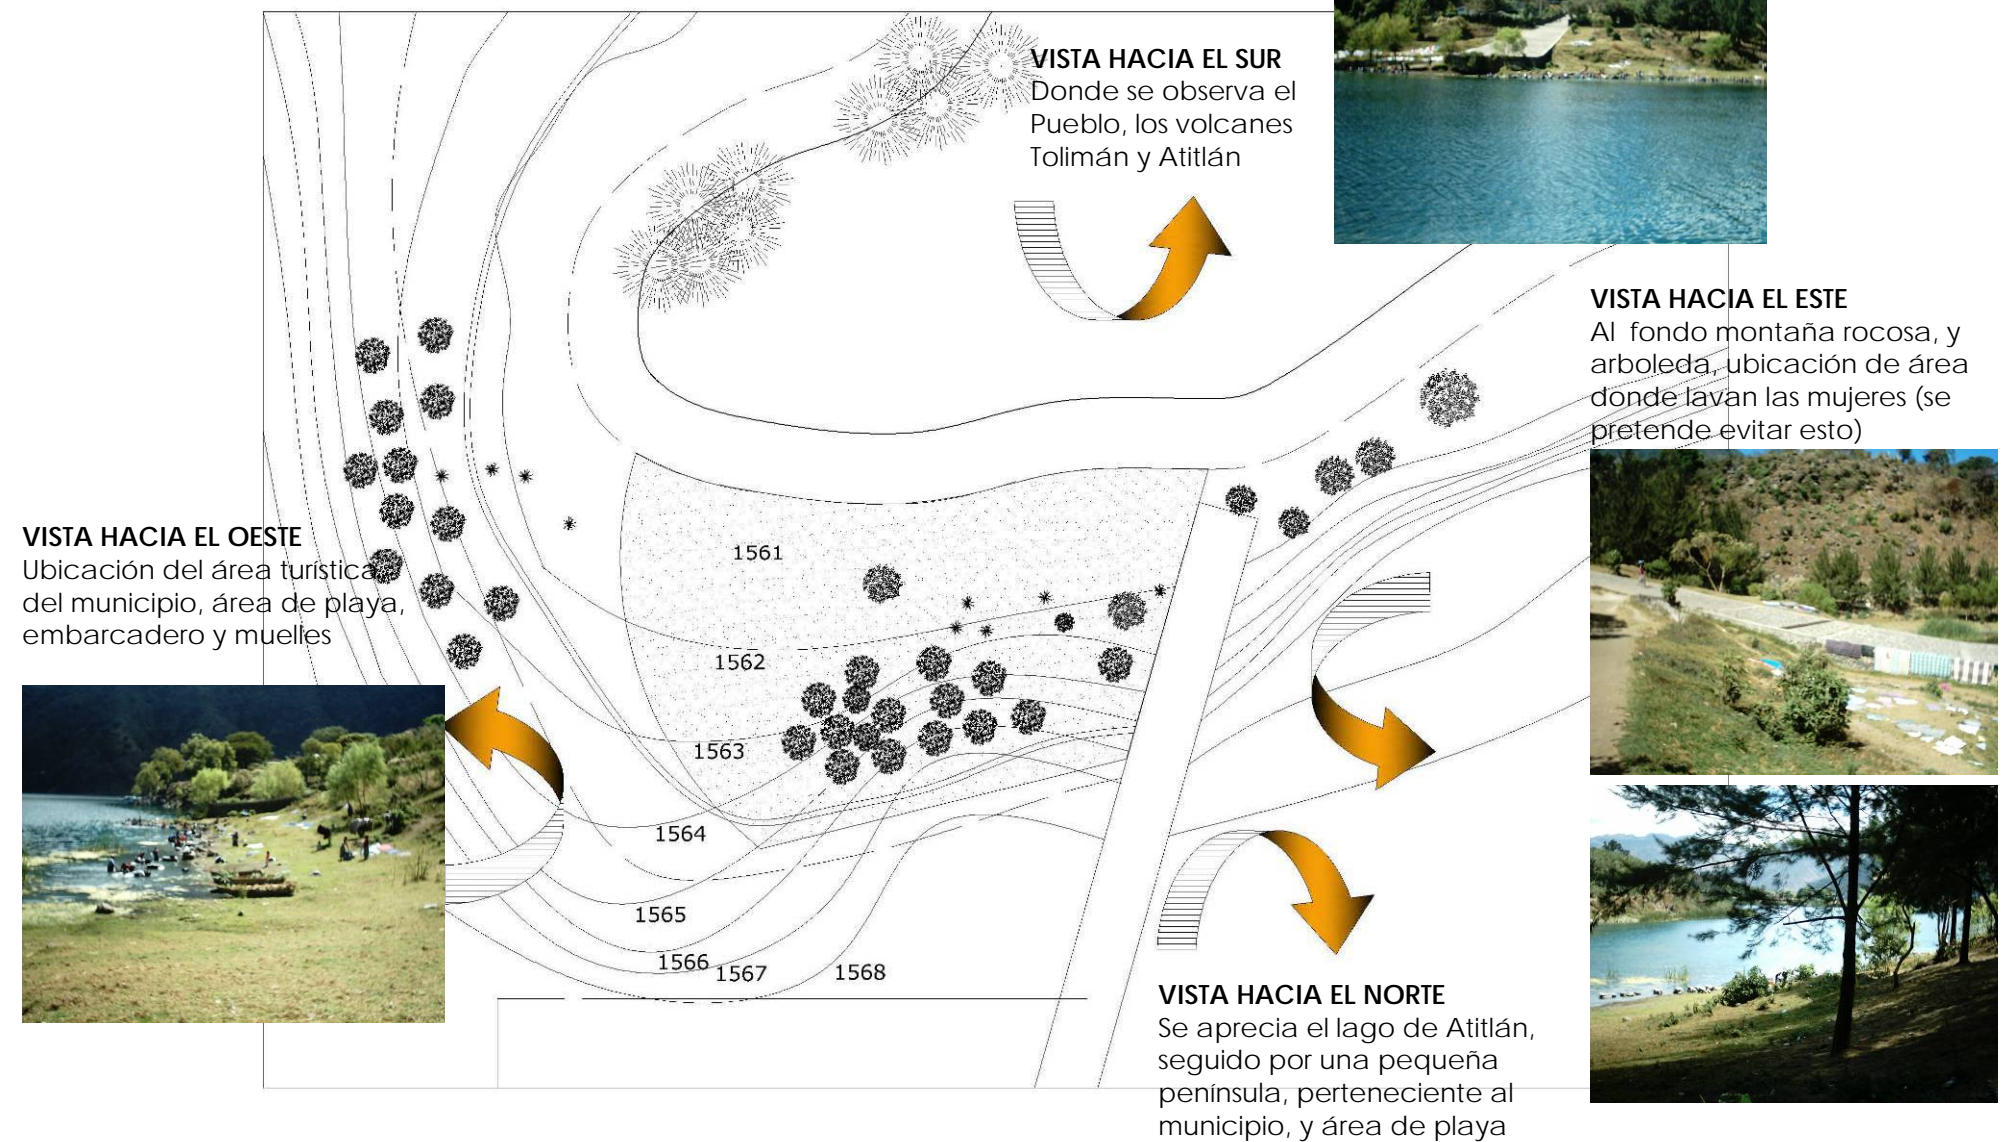 VISTA HACIA EL SUR
Donde se observa el
Pueblo, los volcanes
Tolimán y Atitlán
VISTA HACIA EL ESTE
Al fondo montaña rocosa, y
arboleda, ubicación de área
donde lavan las mujeres (se
pretende evitar esto)
VISTA HACIA EL OESTE
Ubicación del área turística
del municipio, área de playa,
embarcadero y muelles
1561
1562
1563
1564
1565
1566
1567
1568
VISTA HACIA EL NORTE
Se aprecia el lago de Atitlán,
seguido por una pequeña
península, perteneciente al
municipio, y área de playa